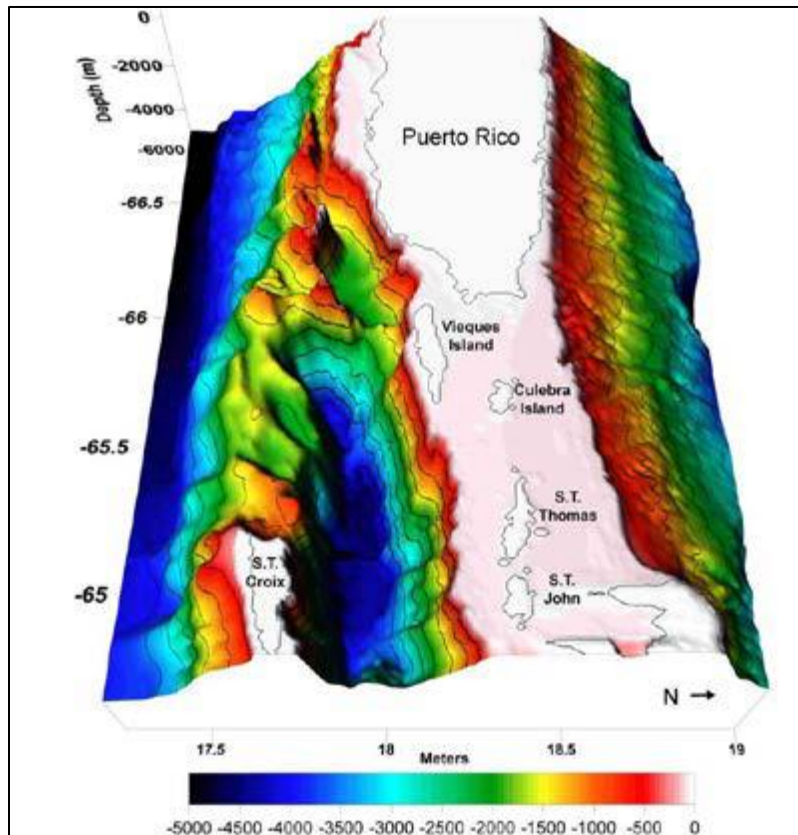 0
-2000
-4000
-6000
Depth (m)
Puerto Rico
-66.5
-66
Vieques
Island
Culebra
Island
-65.5
S.T.
Thomas
S.T.
Croix
S.T.
John
-65
N
17.5
18
18.5
19
Meters
-5000 -4500 -4000 -3500 -3000 -2500 -2000 -1500 -1000 -500 0